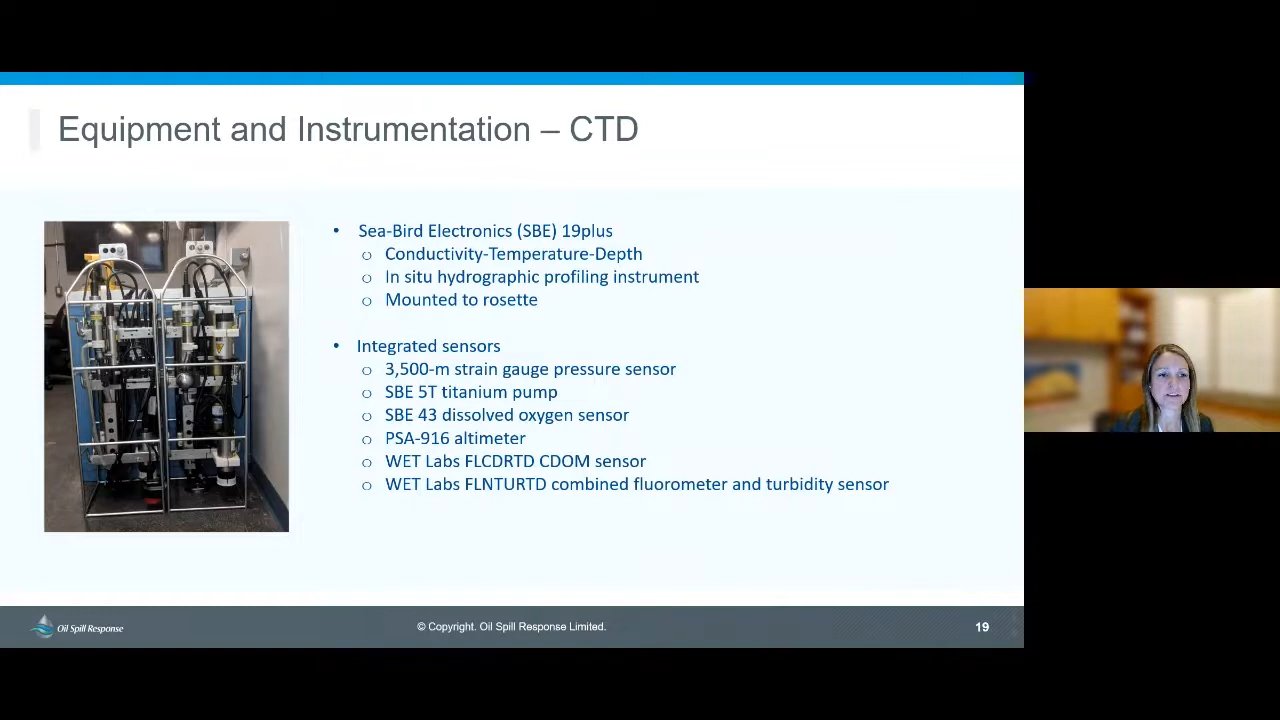 Equipment and Instrumentation – CTD
• Sea-Bird Electronics (SBE) 19plus
o Conductivity-Temperature-Depth
o In situ hydrographic profiling instrument
o Mounted to rosette
• Integrated sensors
o 3,500-m strain gauge pressure sensor
o SBE 5T titanium pump
o SBE 43 dissolved oxygen sensor
o PSA-916 altimeter
o WET Labs FLCDRTD CDOM sensor
o WET Labs FLNTURTD combined fluorometer and turbidity sensor
Oil Spill Response
© Copyright. Oil Spill Response Limited.
19